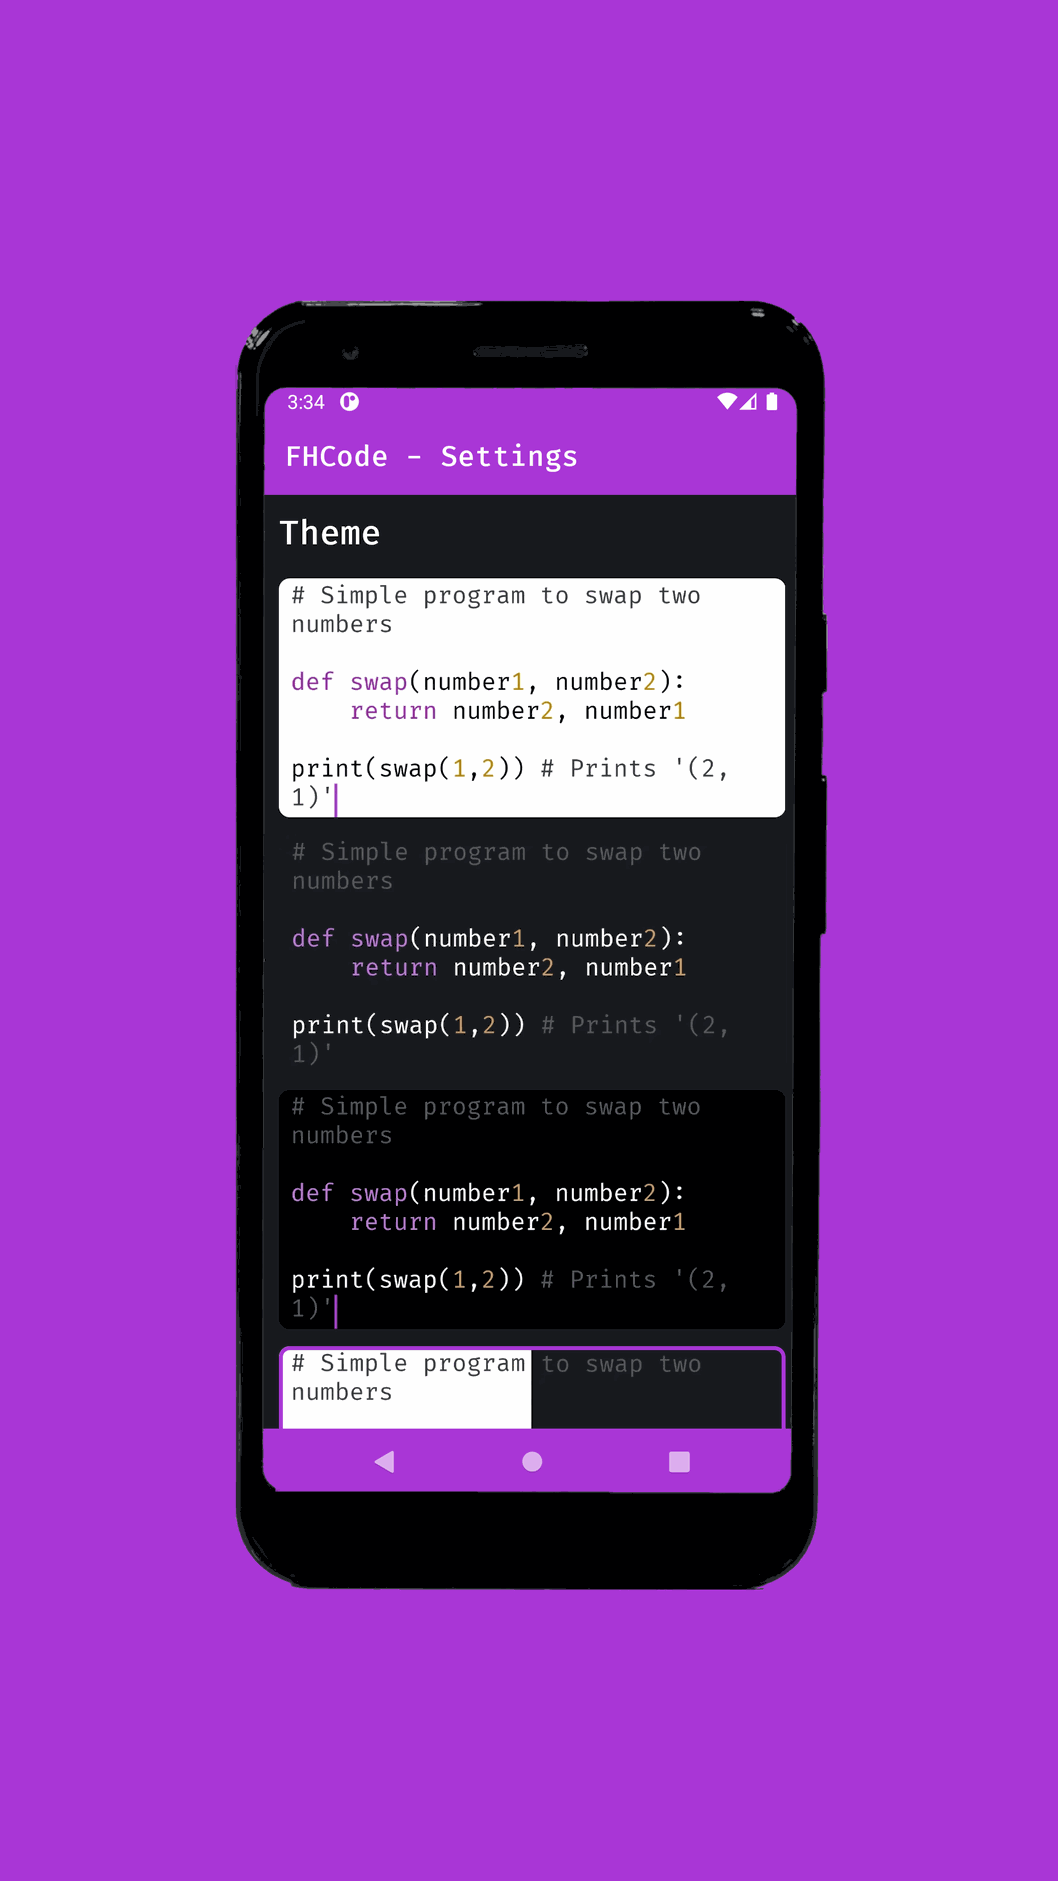 3:34
FHCode - Settings
Theme
# Simple program to swap two
numbers
def swap(number1, number2):
    return number2, number1
print(swap(1,2)) # Prints '(2,
1)'
# Simple program to swap two
numbers
def swap(number1, number2):
    return number2, number1
print(swap(1,2)) # Prints '(2,
1)'
# Simple program to swap two
numbers
def swap(number1, number2):
    return number2, number1
print(swap(1,2)) # Prints '(2,
1)'
# Simple program to swap two
numbers